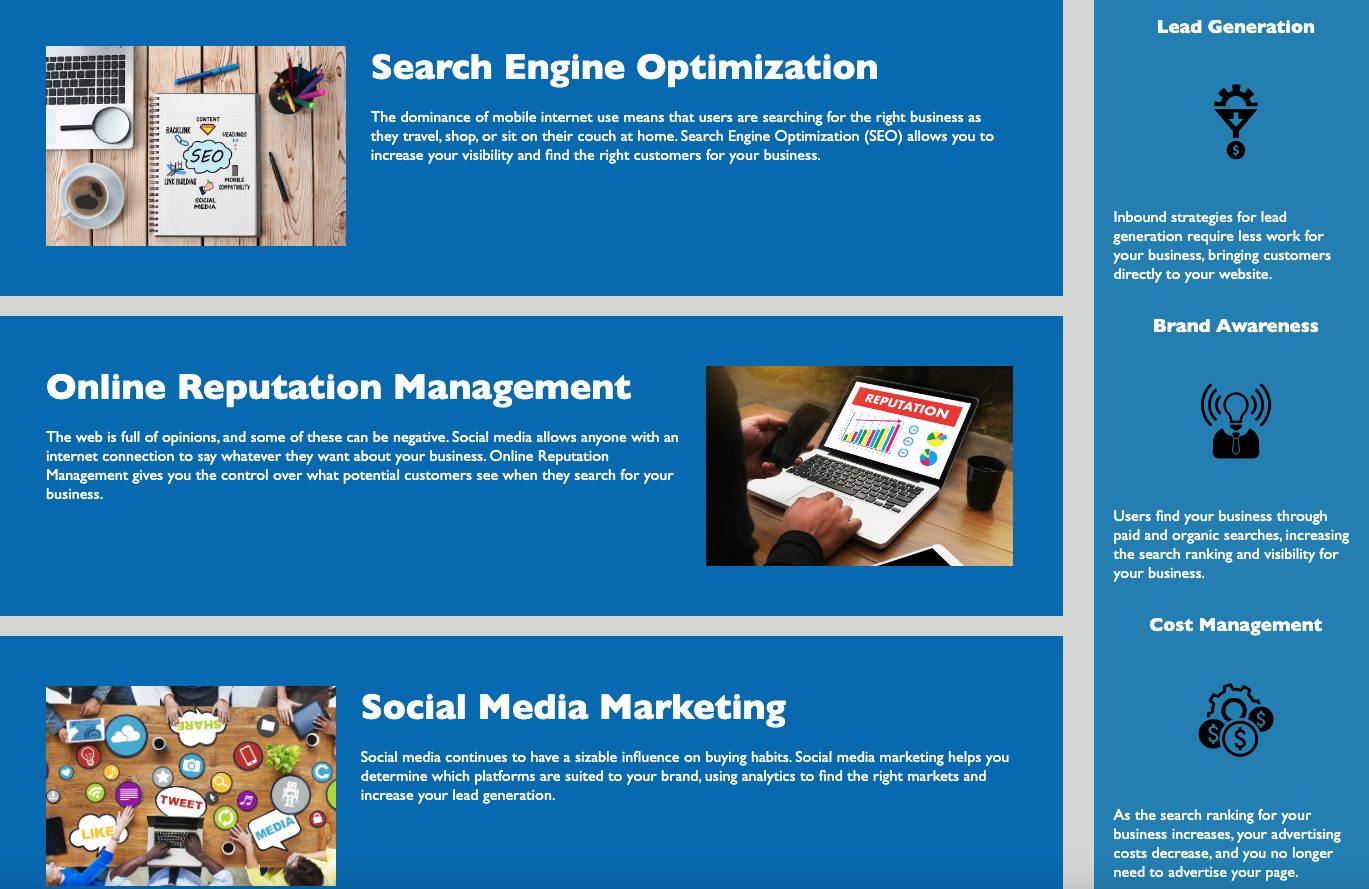 Search Engine Optimization
The dominance of mobile internet use means that users are searching for the right business as
they travel, shop, or sit on their couch at home. Search Engine Optimization (SEO) allows you to
increase your visibility and find the right customers for your business.
CONTENT
BACKLINK
HEADINGS
SEO
LINK BUILDING
MOBILE
COMPATIBILITY
SOCIAL
MEDIA
Online Reputation Management
The web is full of opinions, and some of these can be negative. Social media allows anyone with an
internet connection to say whatever they want about your business. Online Reputation
Management gives you the control over what potential customers see when they search for your
business.
REPUTATION
Social Media Marketing
Social media continues to have a sizable influence on buying habits. Social media marketing helps you
determine which platforms are suited to your brand, using analytics to find the right markets and
increase your lead generation.
SHARE
TWEET
LIKE
MEDIA
Lead Generation
$
Inbound strategies for lead
generation require less work for
your business, bringing customers
directly to your website.
Brand Awareness
Users find your business through
paid and organic searches, increasing
the search ranking and visibility for
your business.
Cost Management
$ $ $
As the search ranking for your
business increases, your advertising
costs decrease, and you no longer
need to advertise your page.